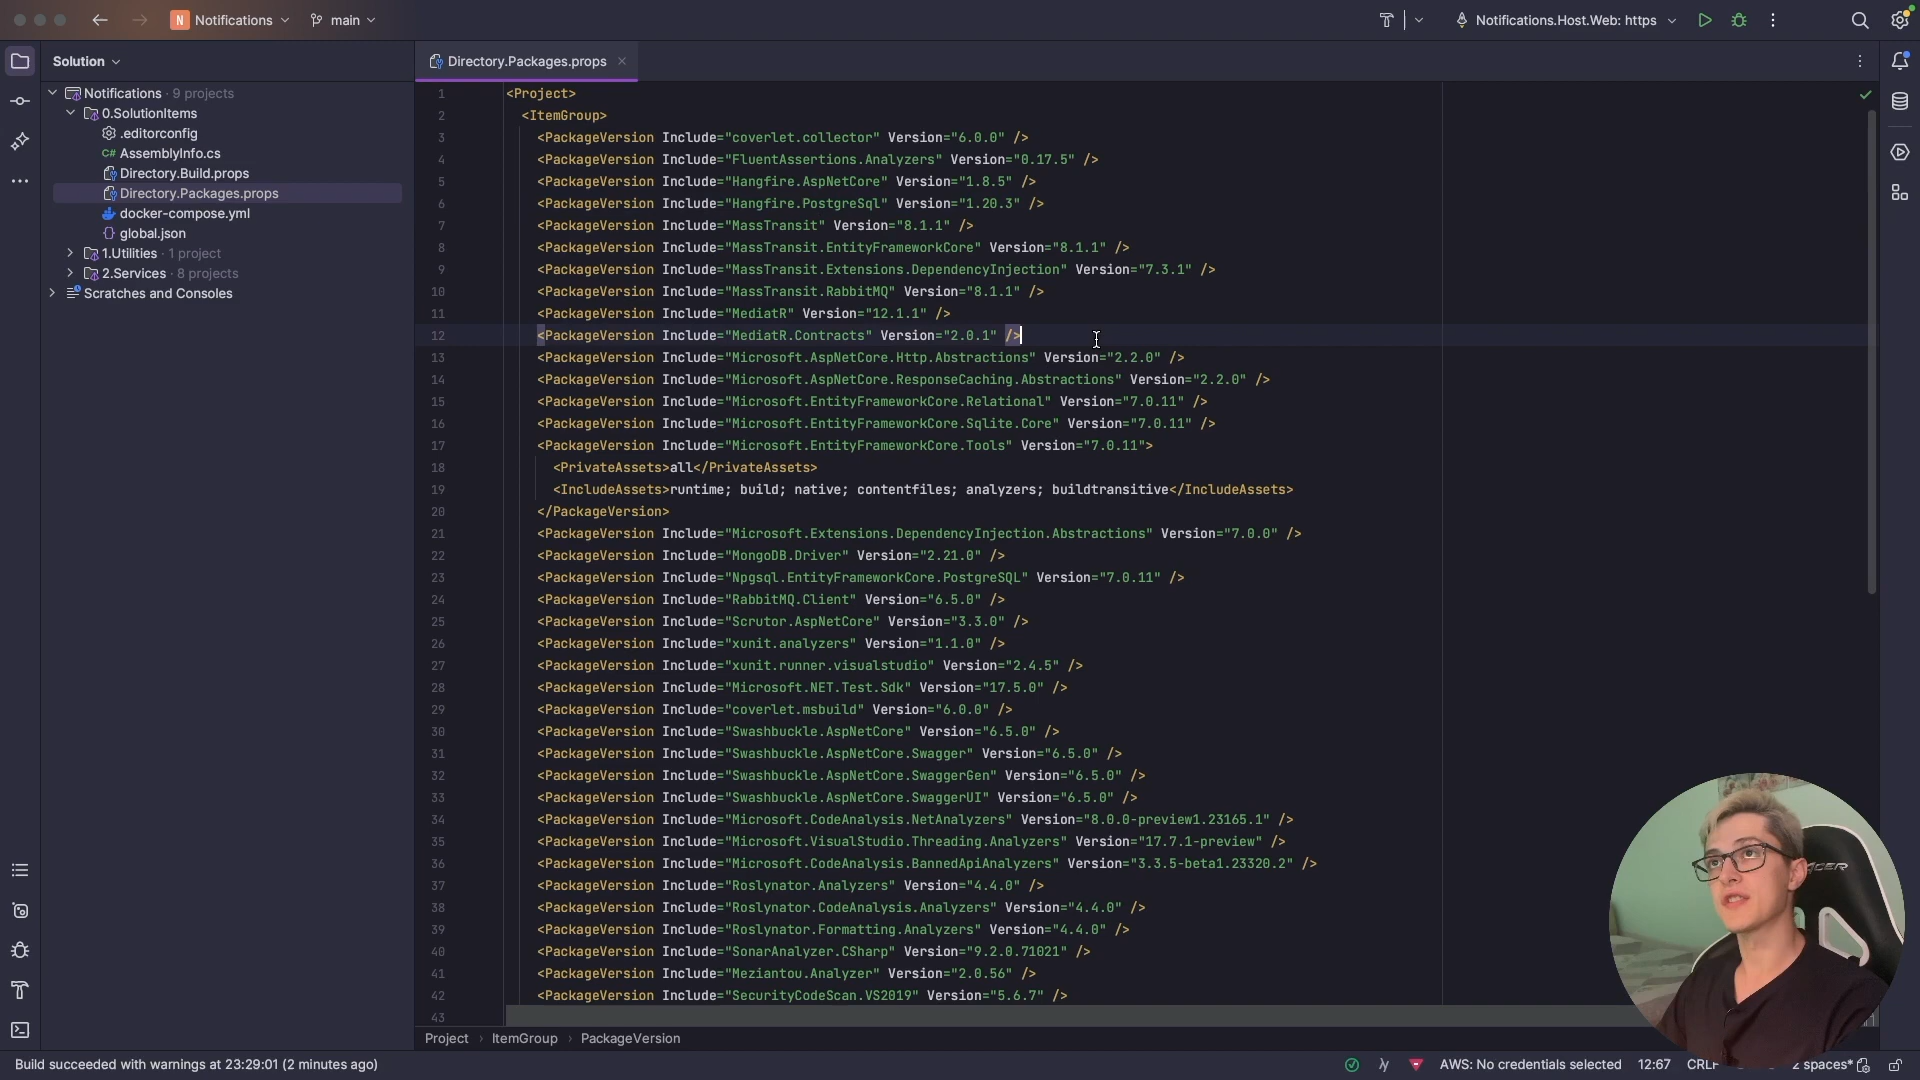 N Notifications main Notifications.Host.Web: https
Solution Directory.Packages.props
Notifications · 9 projects
0.SolutionItems
.editorconfig
C# AssemblyInfo.cs
Directory.Build.props
Directory.Packages.props
docker-compose.yml
global.json
1.Utilities · 1 project
2.Services · 8 projects
Scratches and Consoles
1 <Project>
2 <ItemGroup>
3 <PackageVersion Include="coverlet.collector" Version="6.0.0" />
4 <PackageVersion Include="FluentAssertions.Analyzers" Version="0.17.5" />
5 <PackageVersion Include="Hangfire.AspNetCore" Version="1.8.5" />
6 <PackageVersion Include="Hangfire.PostgreSql" Version="1.20.3" />
7 <PackageVersion Include="MassTransit" Version="8.1.1" />
8 <PackageVersion Include="MassTransit.EntityFrameworkCore" Version="8.1.1" />
9 <PackageVersion Include="MassTransit.Extensions.DependencyInjection" Version="7.3.1" />
10 <PackageVersion Include="MassTransit.RabbitMQ" Version="8.1.1" />
11 <PackageVersion Include="MediatR" Version="12.1.1" />
12 <PackageVersion Include="MediatR.Contracts" Version="2.0.1" />
13 <PackageVersion Include="Microsoft.AspNetCore.Http.Abstractions" Version="2.2.0" />
14 <PackageVersion Include="Microsoft.AspNetCore.ResponseCaching.Abstractions" Version="2.2.0" />
15 <PackageVersion Include="Microsoft.EntityFrameworkCore.Relational" Version="7.0.11" />
16 <PackageVersion Include="Microsoft.EntityFrameworkCore.Sqlite.Core" Version="7.0.11" />
17 <PackageVersion Include="Microsoft.EntityFrameworkCore.Tools" Version="7.0.11">
18 <PrivateAssets>all</PrivateAssets>
19 <IncludeAssets>runtime; build; native; contentfiles; analyzers; buildtransitive</IncludeAssets>
20 </PackageVersion>
21 <PackageVersion Include="Microsoft.Extensions.DependencyInjection.Abstractions" Version="7.0.0" />
22 <PackageVersion Include="MongoDB.Driver" Version="2.21.0" />
23 <PackageVersion Include="Npgsql.EntityFrameworkCore.PostgreSQL" Version="7.0.11" />
24 <PackageVersion Include="RabbitMQ.Client" Version="6.5.0" />
25 <PackageVersion Include="Scrutor.AspNetCore" Version="3.3.0" />
26 <PackageVersion Include="xunit.analyzers" Version="1.1.0" />
27 <PackageVersion Include="xunit.runner.visualstudio" Version="2.4.5" />
28 <PackageVersion Include="Microsoft.NET.Test.Sdk" Version="17.5.0" />
29 <PackageVersion Include="coverlet.msbuild" Version="6.0.0" />
30 <PackageVersion Include="Swashbuckle.AspNetCore" Version="6.5.0" />
31 <PackageVersion Include="Swashbuckle.AspNetCore.Swagger" Version="6.5.0" />
32 <PackageVersion Include="Swashbuckle.AspNetCore.SwaggerGen" Version="6.5.0" />
33 <PackageVersion Include="Swashbuckle.AspNetCore.SwaggerUI" Version="6.5.0" />
34 <PackageVersion Include="Microsoft.CodeAnalysis.NetAnalyzers" Version="8.0.0-preview1.23165.1" />
35 <PackageVersion Include="Microsoft.VisualStudio.Threading.Analyzers" Version="17.7.1-preview" />
36 <PackageVersion Include="Microsoft.CodeAnalysis.BannedApiAnalyzers" Version="3.3.5-beta1.23320.2" />
37 <PackageVersion Include="Roslynator.Analyzers" Version="4.4.0" />
38 <PackageVersion Include="Roslynator.CodeAnalysis.Analyzers" Version="4.4.0" />
39 <PackageVersion Include="Roslynator.Formatting.Analyzers" Version="4.4.0" />
40 <PackageVersion Include="SonarAnalyzer.CSharp" Version="9.2.0.71021" />
41 <PackageVersion Include="Meziantou.Analyzer" Version="2.0.56" />
42 <PackageVersion Include="SecurityCodeScan.VS2019" Version="5.6.7" />
43
Project › ItemGroup › PackageVersion
Build succeeded with warnings at 23:29:01 (2 minutes ago) AWS: No credentials selected 12:67 CRLF 2 spaces*